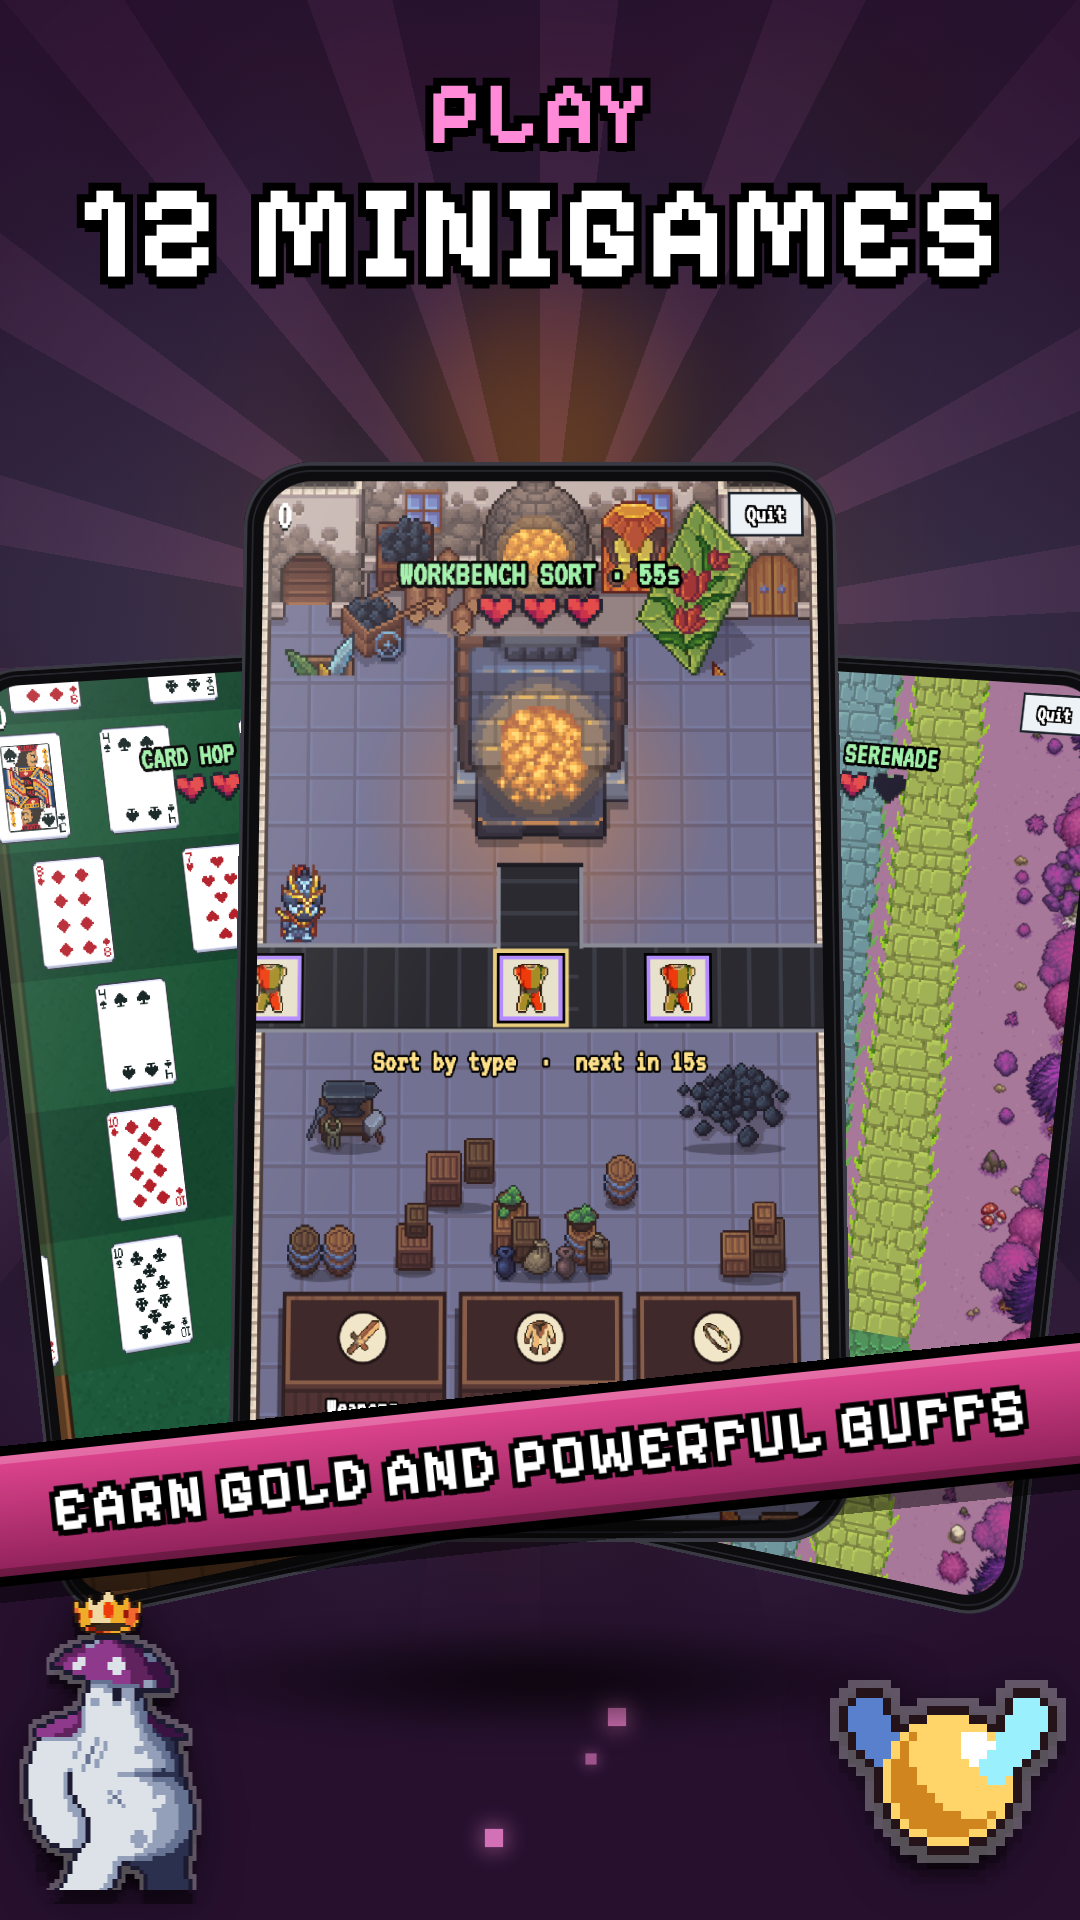 PLAY
12 MINIGAMES
0
Quit
WORKBENCH SORT · 55s
CARD HOP
SERENADE
Quit
Sort by type · next in 15s
EARN GOLD AND POWERFUL BUFFS